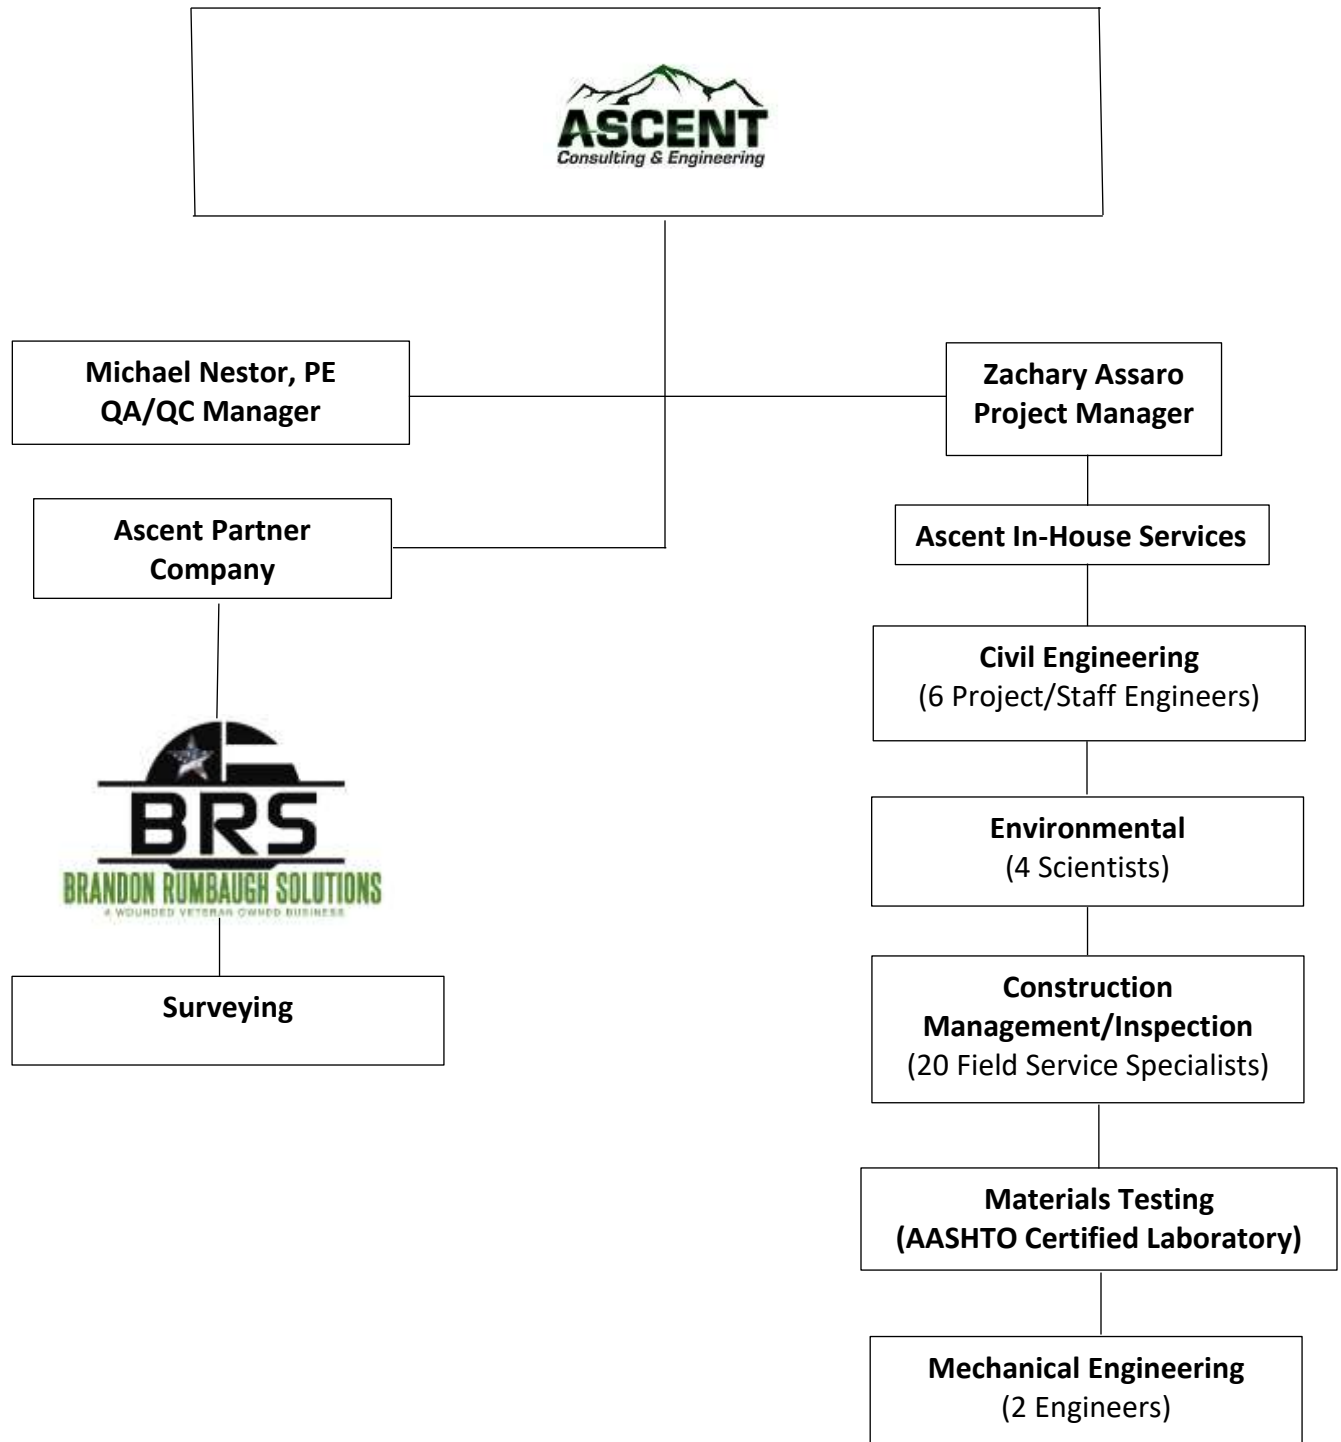 ASCENT
Consulting & Engineering
Michael Nestor, PE
QA/QC Manager
Zachary Assaro
Project Manager
Ascent Partner
Company
Ascent In-House Services
Civil Engineering
(6 Project/Staff Engineers)
BRS
BRANDON RUMBAUGH SOLUTIONS
A WOUNDED VETERAN OWNED BUSINESS
Environmental
(4 Scientists)
Surveying
Construction
Management/Inspection
(20 Field Service Specialists)
Materials Testing
(AASHTO Certified Laboratory)
Mechanical Engineering
(2 Engineers)